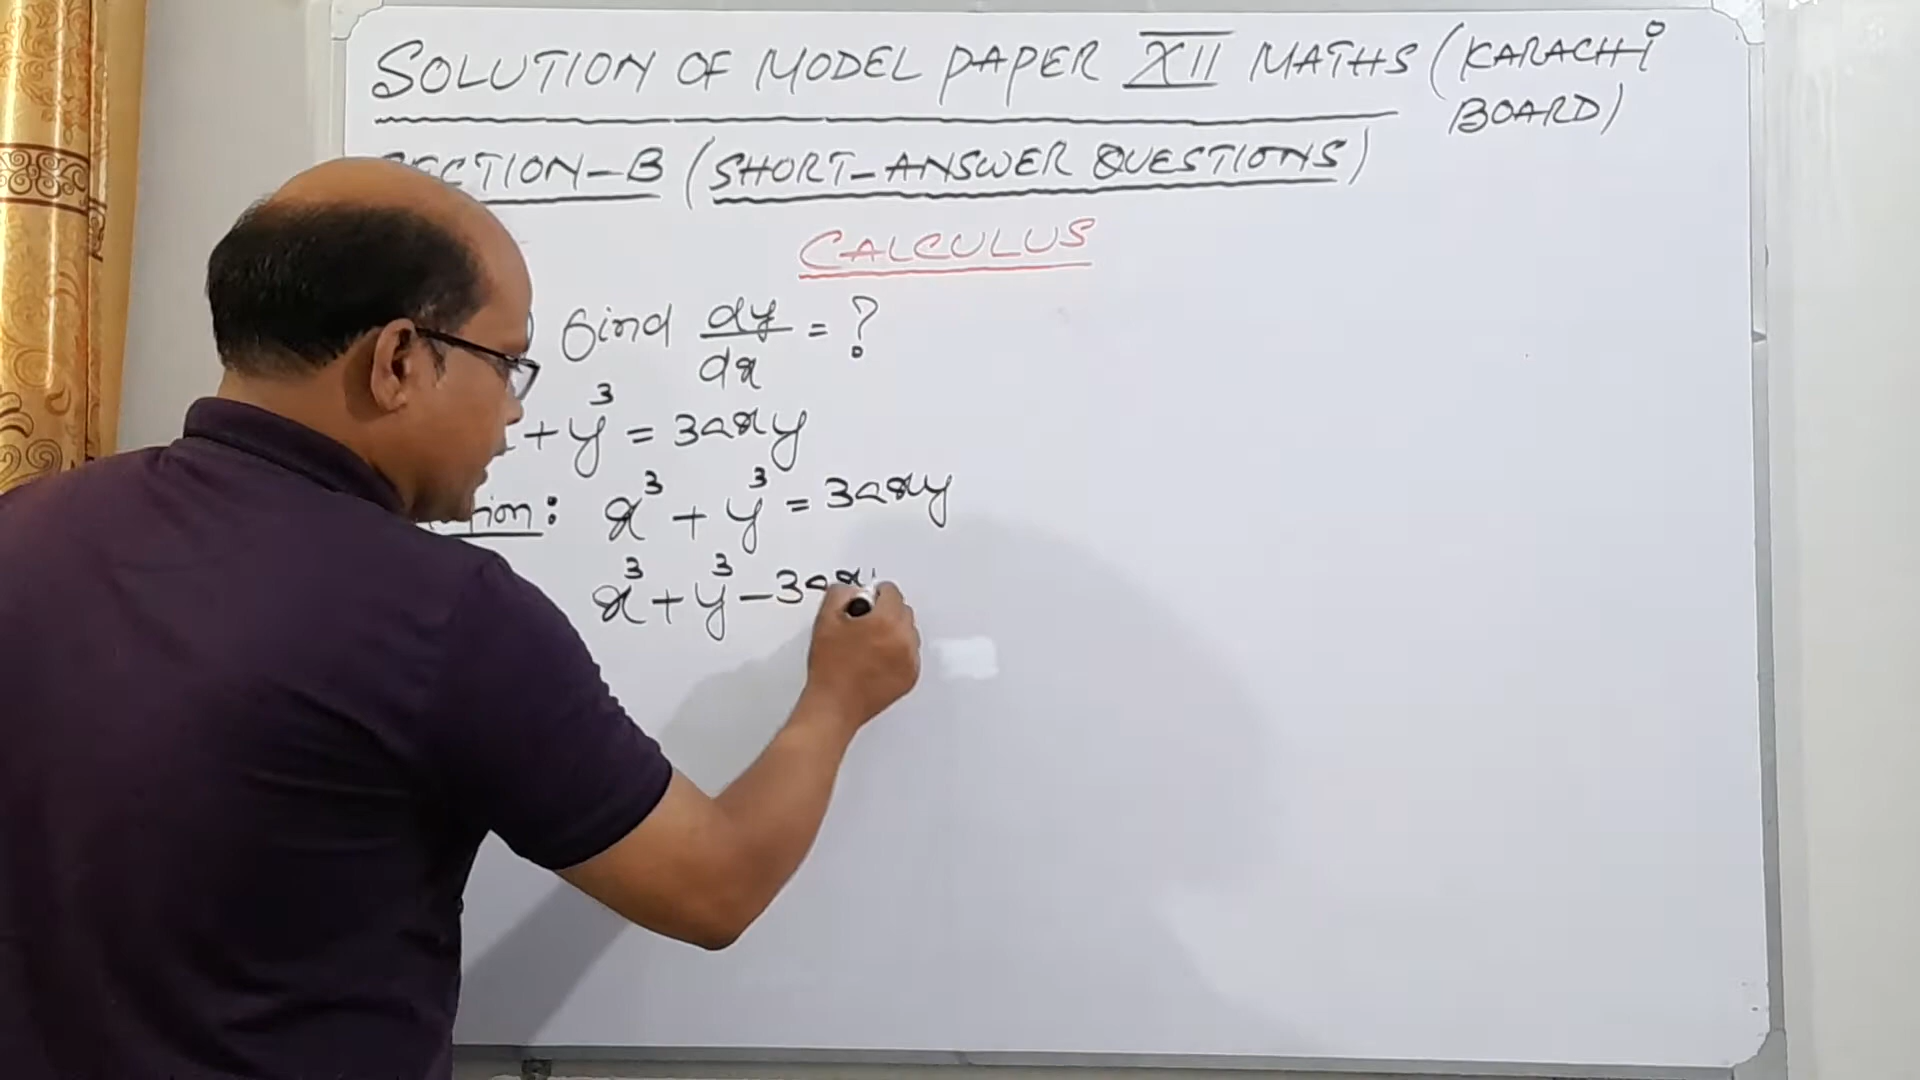 SOLUTION OF MODEL PAPER XII MATHS (KARACHI
BOARD)
SECTION-B (SHORT-ANSWER QUESTIONS)
CALCULUS
) Find dy/dx = ?
+ y³ = 3axy
: x³ + y³ = 3axy
x³ + y³ - 3ax